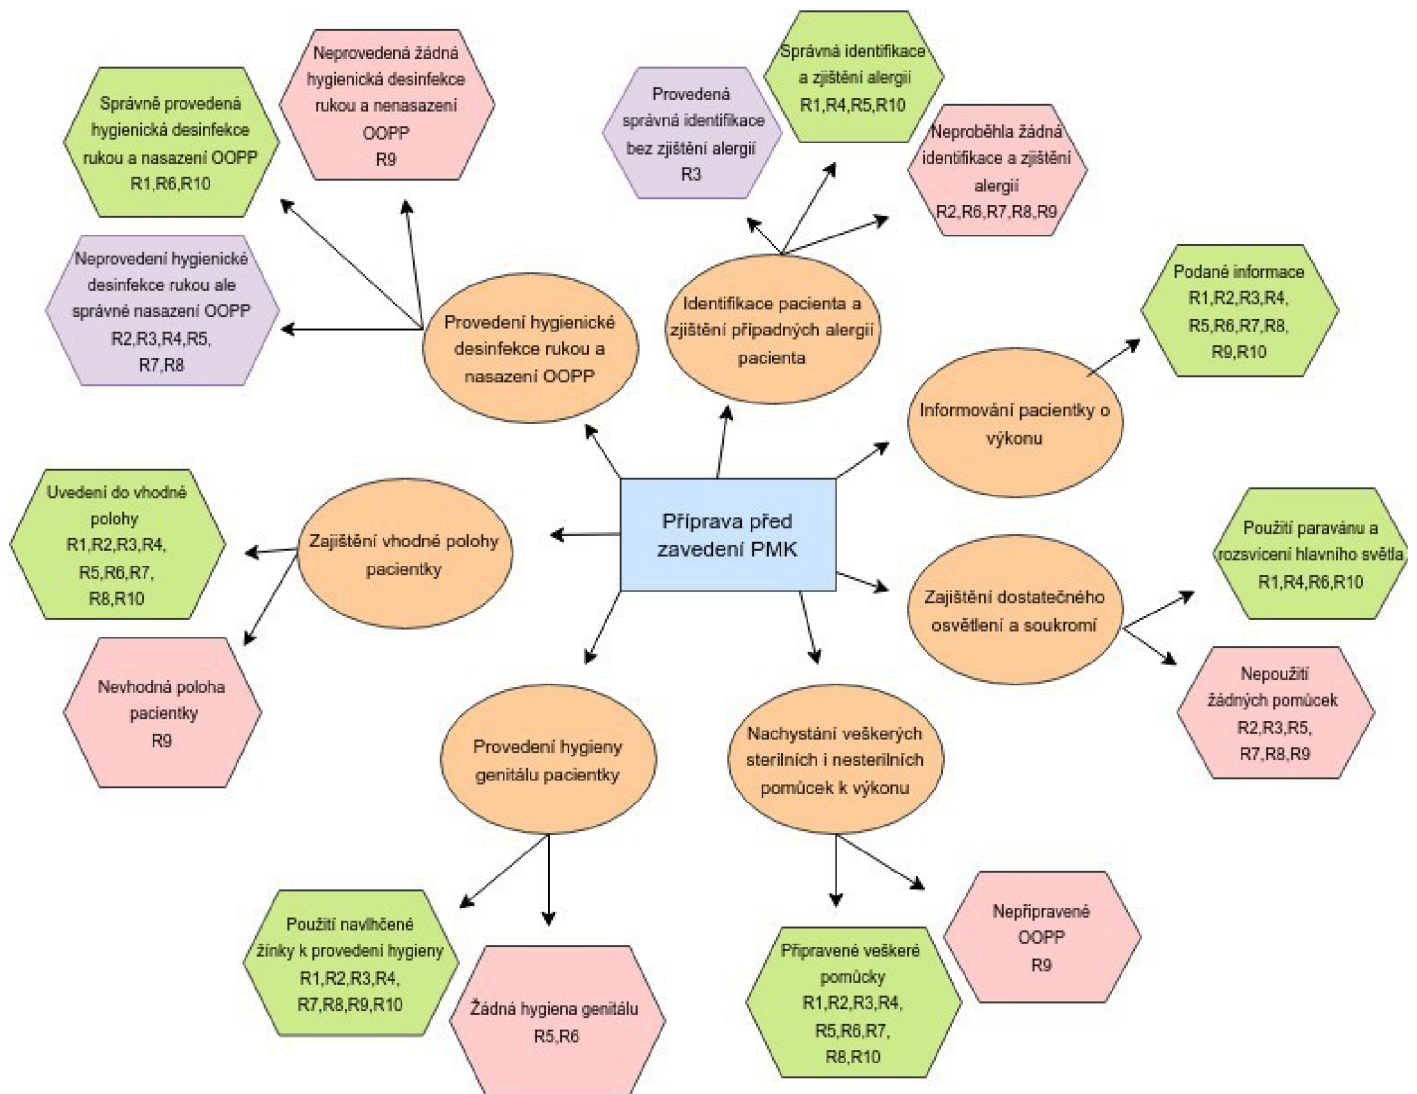 Neprovedená žádná
hygienická desinfekce
rukou a nenasazení
OOPP
R9
Správně provedená
hygienická desinfekce
rukou a nasazení OOPP
R1,R6,R10
Neprovedení hygienické
desinfekce rukou ale
správné nasazení OOPP
R2,R3,R4,R5,
R7,R8
Provedení hygienické
desinfekce rukou a
nasazení OOPP
Provedená
správná identifikace
bez zjištění alergií
R3
Správná identifikace
a zjištění alergií
R1,R4,R5,R10
Neproběhla žádná
identifikace a zjištění
alergií
R2,R6,R7,R8,R9
Identifikace pacienta a
zjištění případných alergií
pacienta
Podané informace
R1,R2,R3,R4,
R5,R6,R7,R8,
R9,R10
Informování pacientky o
výkonu
Příprava před
zavedení PMK
Uvedení do vhodné
polohy
R1,R2,R3,R4,
R5,R6,R7,
R8,R10
Zajištění vhodné polohy
pacientky
Nevhodná poloha
pacientky
R9
Použití paravánu a
rozsvícení hlavního světla
R1,R4,R6,R10
Zajištění dostatečného
osvětlení a soukromí
Nepoužití
žádných pomůcek
R2,R3,R5,
R7,R8,R9
Provedení hygieny
genitálu pacientky
Nachystání veškerých
sterilních i nesterilních
pomůcek k výkonu
Použití navlhčené
žínky k provedení hygieny
R1,R2,R3,R4,
R7,R8,R9,R10
Žádná hygiena genitálu
R5,R6
Připravené veškeré
pomůcky
R1,R2,R3,R4,
R5,R6,R7,
R8,R10
Nepřipravené
OOPP
R9